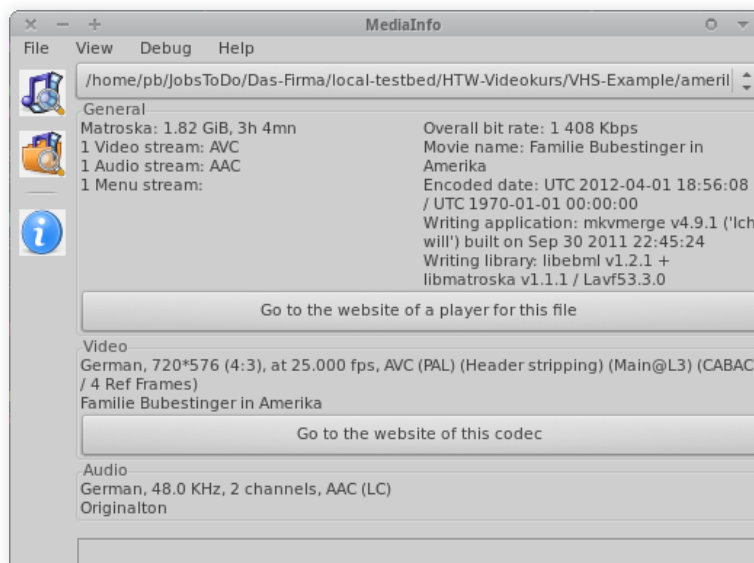 MediaInfo
File View Debug Help
/home/pb/JobsToDo/Das-Firma/local-testbed/HTW-Videokurs/VHS-Example/ameril
General
Matroska: 1.82 GiB, 3h 4mn
1 Video stream: AVC
1 Audio stream: AAC
1 Menu stream:
Overall bit rate: 1 408 Kbps
Movie name: Familie Bubestinger in
Amerika
Encoded date: UTC 2012-04-01 18:56:08
/ UTC 1970-01-01 00:00:00
Writing application: mkvmerge v4.9.1 ('Ich
will') built on Sep 30 2011 22:45:24
Writing library: libebml v1.2.1 +
libmatroska v1.1.1 / Lavf53.3.0
Go to the website of a player for this file
Video
German, 720*576 (4:3), at 25.000 fps, AVC (PAL) (Header stripping) (Main@L3) (CABAC
/ 4 Ref Frames)
Familie Bubestinger in Amerika
Go to the website of this codec
Audio
German, 48.0 KHz, 2 channels, AAC (LC)
Originalton